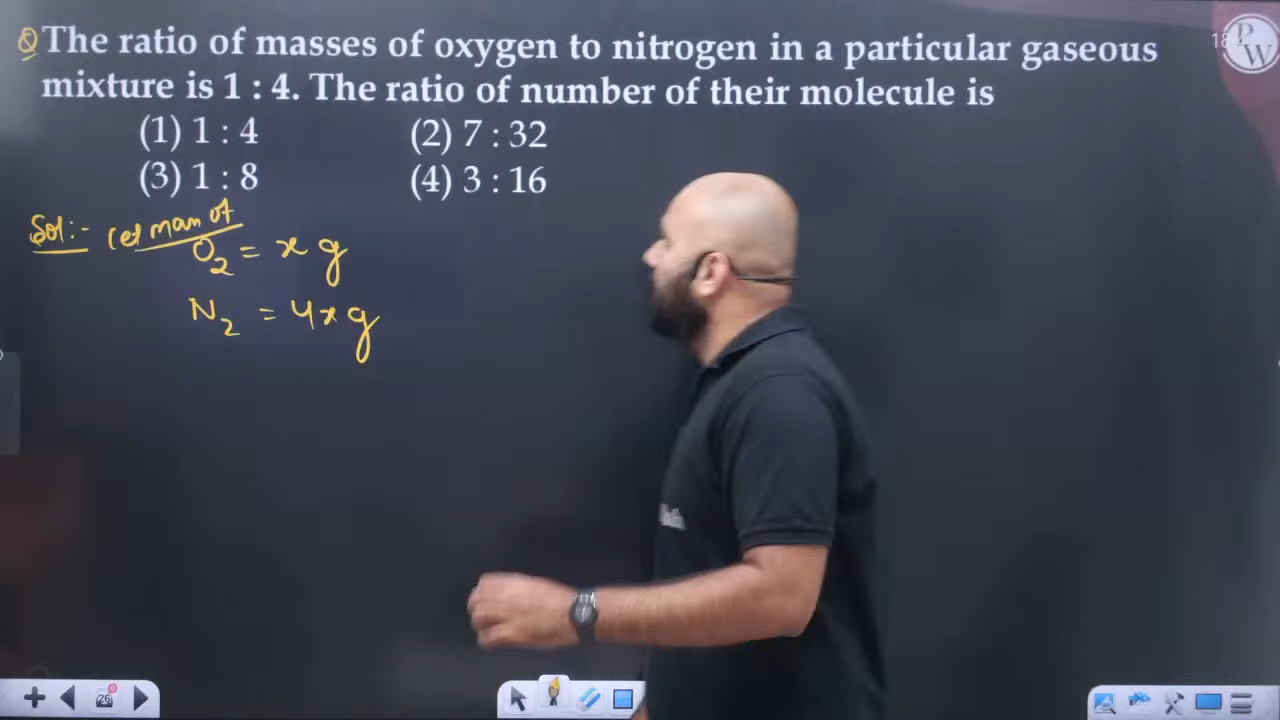 Q The ratio of masses of oxygen to nitrogen in a particular gaseous
mixture is 1 : 4. The ratio of number of their molecule is
(1) 1 : 4 (2) 7 : 32
(3) 1 : 8 (4) 3 : 16
Sol:- let mass of
O2 = x g
N2 = 4x g
PW
26